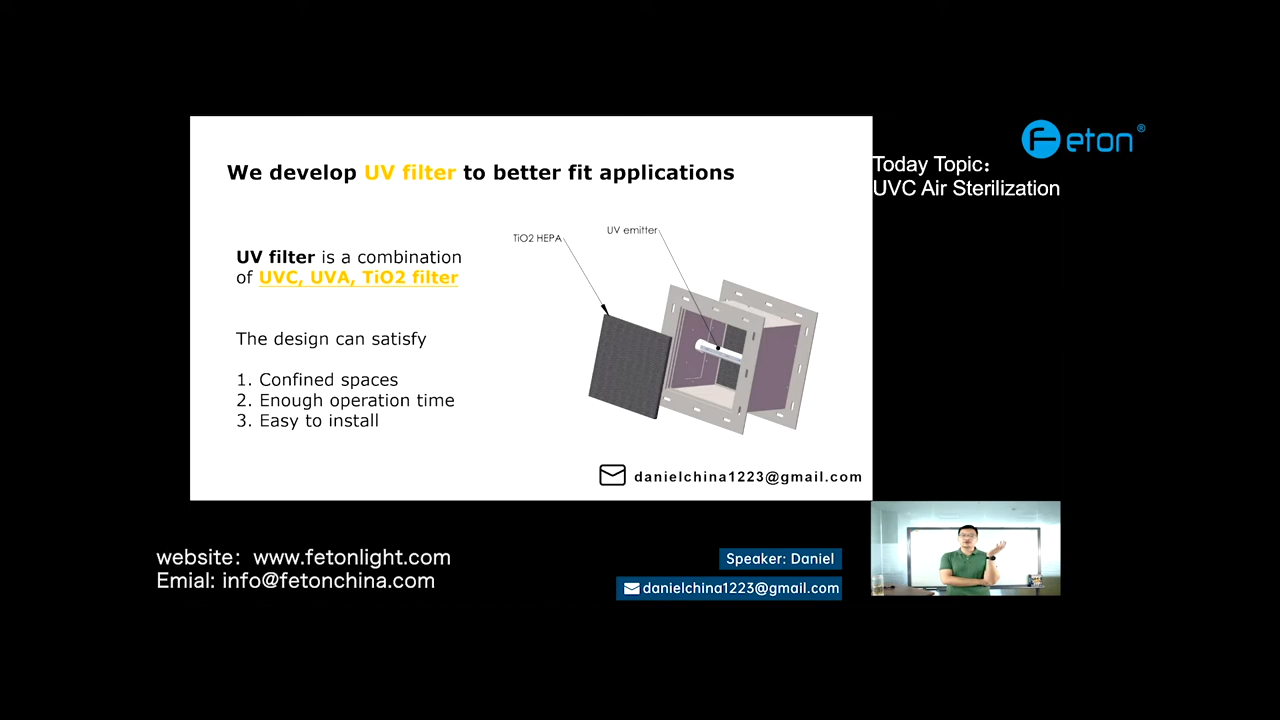 We develop UV filter to better fit applications
UV filter is a combination
of UVC, UVA, TiO2 filter
The design can satisfy
1. Confined spaces
2. Enough operation time
3. Easy to install
TiO2 HEPA
UV emitter
danielchina1223@gmail.com
Feton®
Today Topic：
UVC Air Sterilization
website：www.fetonlight.com
Emial: info@fetonchina.com
Speaker: Daniel
danielchina1223@gmail.com